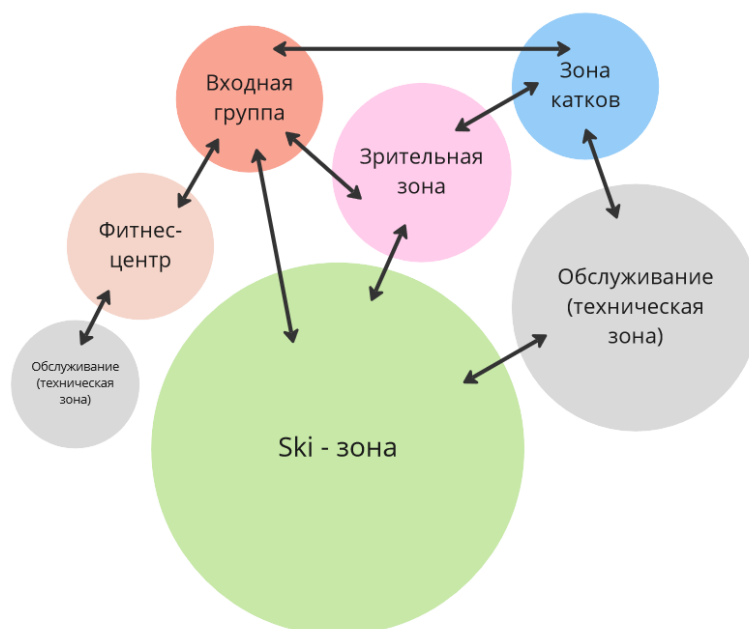 Входная
группа
Зона
катков
Зрительная
зона
Фитнес-
центр
Обслуживание
(техническая
зона)
Обслуживание
(техническая
зона)
Ski - зона